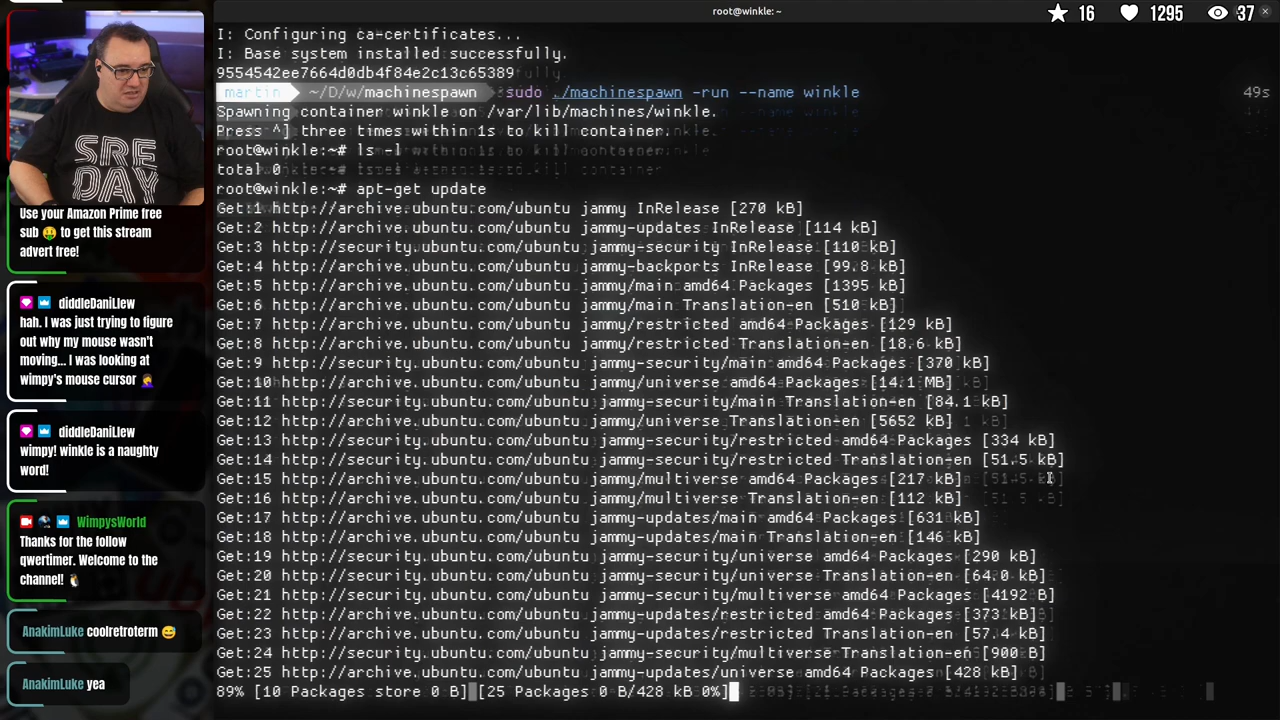 root@winkle: ~
16
1295
37
I: Configuring ca-certificates...
I: Base system installed successfully.
9554542ee7664d0db4f84e2c13c65389
martin ~/D/w/machinespawn sudo ./machinespawn -run --name winkle 49s
Spawning container winkle on /var/lib/machines/winkle.
Press ^] three times within 1s to kill container.
root@winkle:~# ls -l
total 0
root@winkle:~# apt-get update
Get:1 http://archive.ubuntu.com/ubuntu jammy InRelease [270 kB]
Get:2 http://archive.ubuntu.com/ubuntu jammy-updates InRelease [114 kB]
Get:3 http://security.ubuntu.com/ubuntu jammy-security InRelease [110 kB]
Get:4 http://archive.ubuntu.com/ubuntu jammy-backports InRelease [99.8 kB]
Get:5 http://archive.ubuntu.com/ubuntu jammy/main amd64 Packages [1395 kB]
Get:6 http://archive.ubuntu.com/ubuntu jammy/main Translation-en [510 kB]
Get:7 http://archive.ubuntu.com/ubuntu jammy/restricted amd64 Packages [129 kB]
Get:8 http://archive.ubuntu.com/ubuntu jammy/restricted Translation-en [18.6 kB]
Get:9 http://security.ubuntu.com/ubuntu jammy-security/main amd64 Packages [370 kB]
Get:10 http://archive.ubuntu.com/ubuntu jammy/universe amd64 Packages [14.1 MB]
Get:11 http://security.ubuntu.com/ubuntu jammy-security/main Translation-en [84.1 kB]
Get:12 http://archive.ubuntu.com/ubuntu jammy/universe Translation-en [5652 kB]
Get:13 http://security.ubuntu.com/ubuntu jammy-security/restricted amd64 Packages [334 kB]
Get:14 http://security.ubuntu.com/ubuntu jammy-security/restricted Translation-en [51.5 kB]
Get:15 http://archive.ubuntu.com/ubuntu jammy/multiverse amd64 Packages [217 kB]
Get:16 http://archive.ubuntu.com/ubuntu jammy/multiverse Translation-en [112 kB]
Get:17 http://archive.ubuntu.com/ubuntu jammy-updates/main amd64 Packages [631 kB]
Get:18 http://archive.ubuntu.com/ubuntu jammy-updates/main Translation-en [146 kB]
Get:19 http://security.ubuntu.com/ubuntu jammy-security/universe amd64 Packages [290 kB]
Get:20 http://security.ubuntu.com/ubuntu jammy-security/universe Translation-en [64.0 kB]
Get:21 http://security.ubuntu.com/ubuntu jammy-security/multiverse amd64 Packages [4192 B]
Get:22 http://archive.ubuntu.com/ubuntu jammy-updates/restricted amd64 Packages [373 kB]
Get:23 http://archive.ubuntu.com/ubuntu jammy-updates/restricted Translation-en [57.4 kB]
Get:24 http://security.ubuntu.com/ubuntu jammy-security/multiverse Translation-en [900 B]
Get:25 http://archive.ubuntu.com/ubuntu jammy-updates/universe amd64 Packages [428 kB]
89% [10 Packages store 0 B] [25 Packages 0 B/428 kB 0%]
SRE
DAY
Use your Amazon Prime free
sub 🤑 to get this stream
advert free!
diddleDaniLlew
hah. I was just trying to figure
out why my mouse wasn't
moving... I was looking at
wimpy's mouse cursor 🤦‍♀️
diddleDaniLlew
wimpy! winkle is a naughty
word!
WimpysWorld
Thanks for the follow
qwertimer. Welcome to the
channel! 🐧
AnakimLuke coolretroterm 😅
AnakimLuke yea